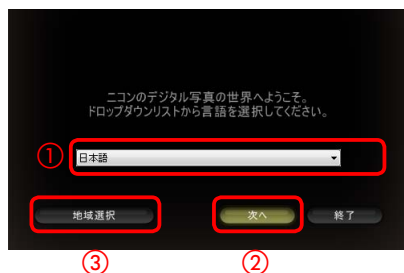 ニコンのデジタル写真の世界へようこそ。
ドロップダウンリストから言語を選択してください。
① 日本語
地域選択 次へ 終了
③ ②